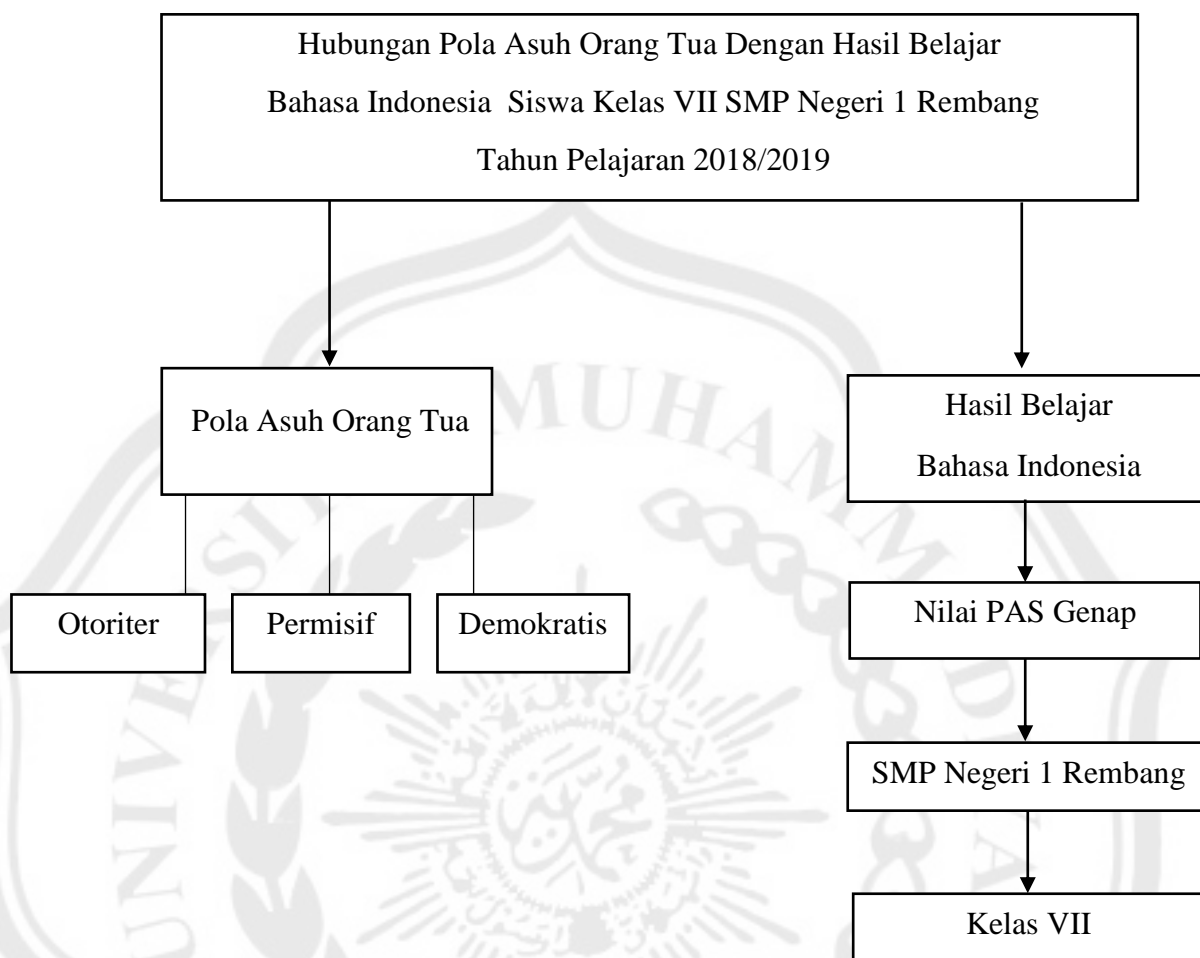 Hubungan Pola Asuh Orang Tua Dengan Hasil Belajar
Bahasa Indonesia Siswa Kelas VII SMP Negeri 1 Rembang
Tahun Pelajaran 2018/2019
Pola Asuh Orang Tua
Hasil Belajar
Bahasa Indonesia
Otoriter
Permisif
Demokratis
Nilai PAS Genap
SMP Negeri 1 Rembang
Kelas VII